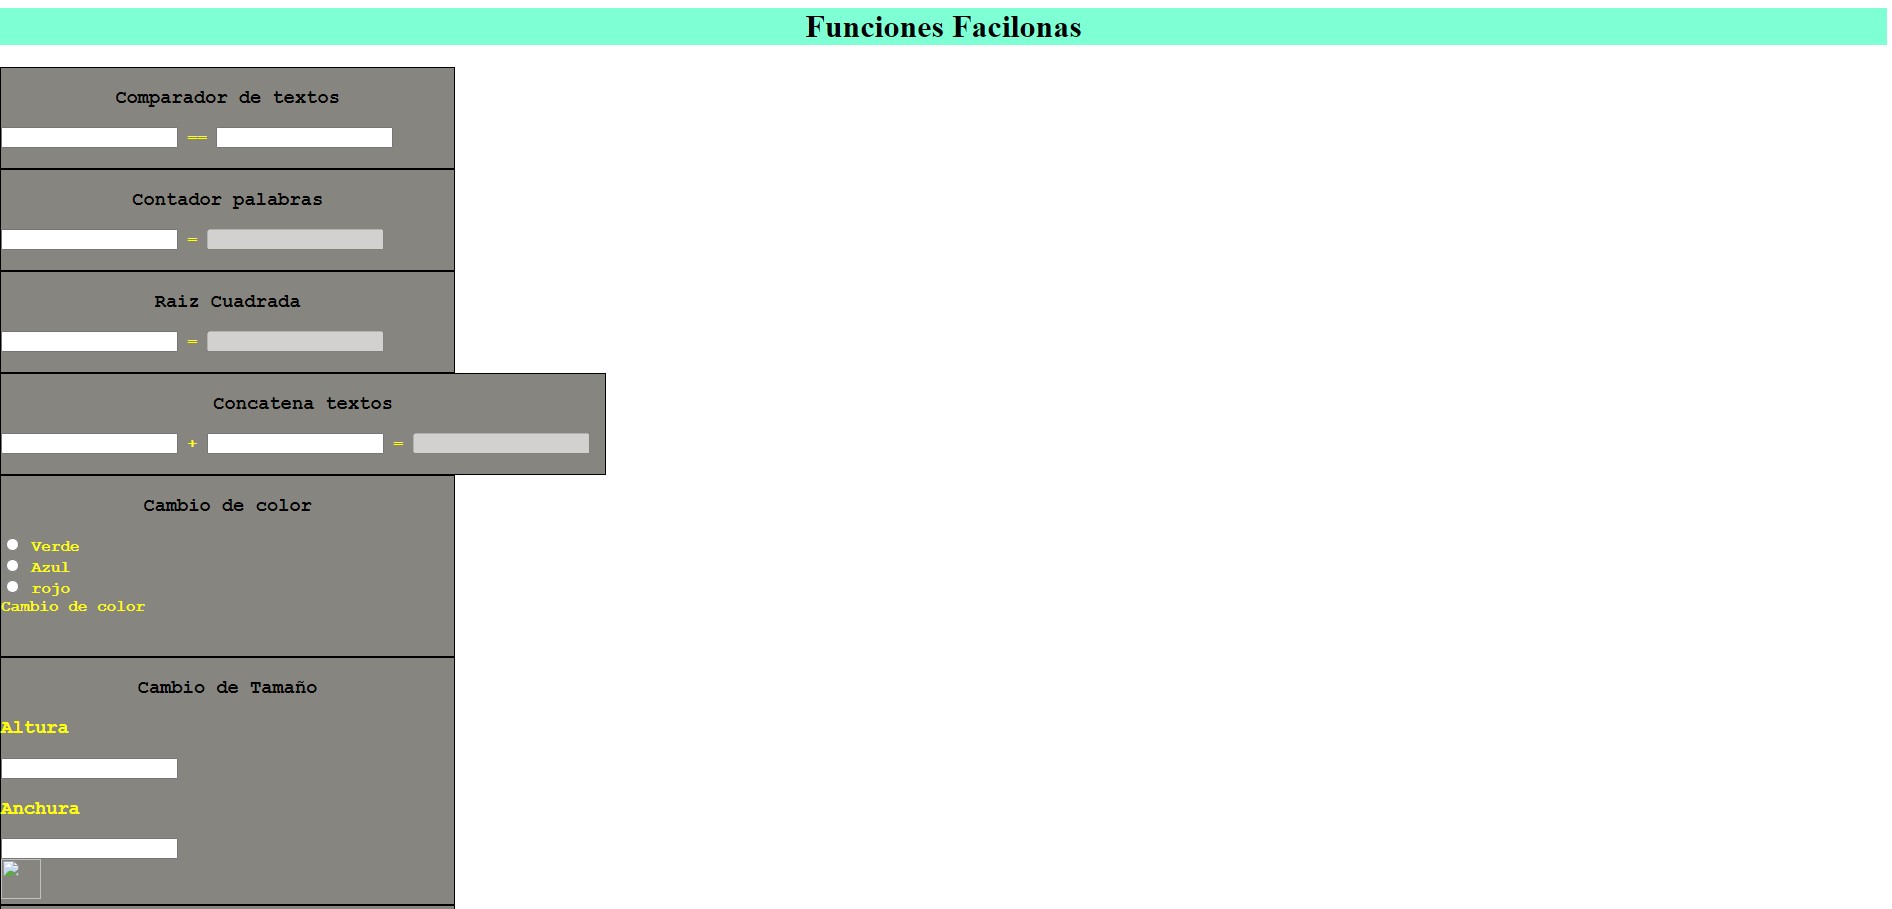 Funciones Facilonas
Comparador de textos
==
Contador palabras
=
Raiz Cuadrada
=
Concatena textos
+ =
Cambio de color
Verde
Azul
rojo
Cambio de color
Cambio de Tamaño
Altura
Anchura